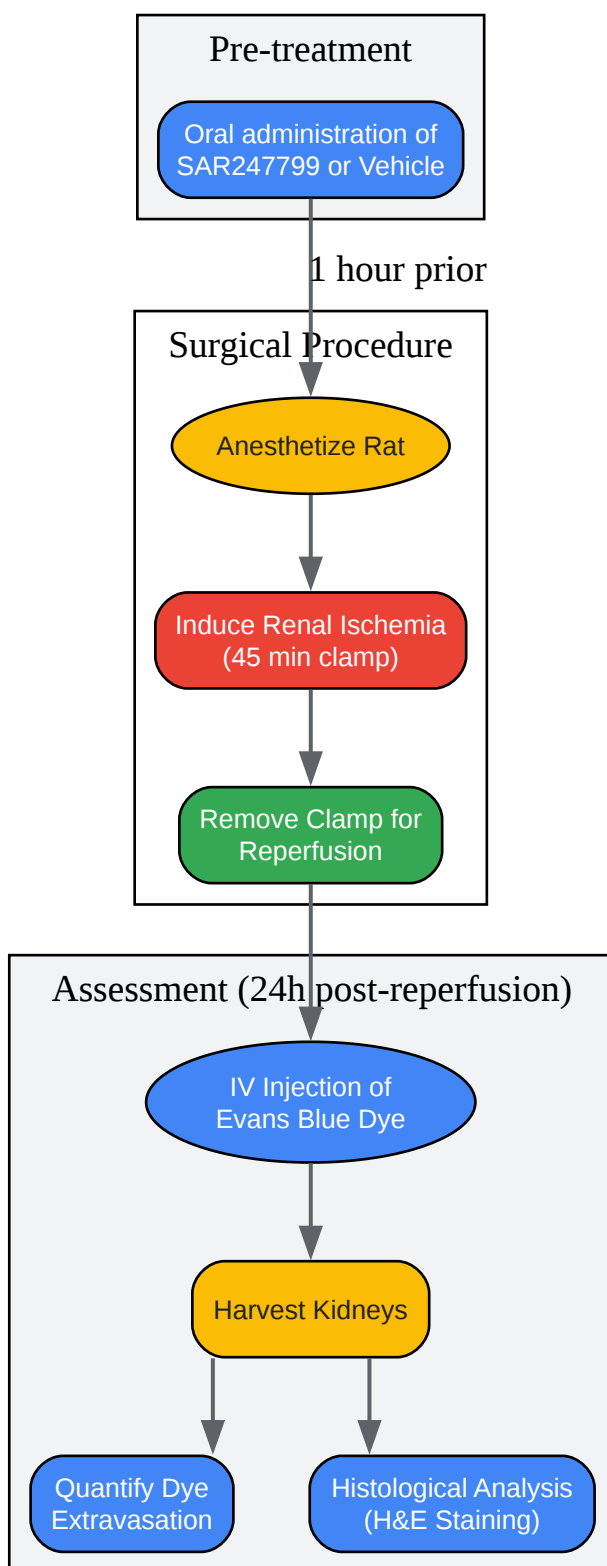 Pre-treatment
Oral administration of
SAR247799 or Vehicle
1 hour prior
Surgical Procedure
Anesthetize Rat
Induce Renal Ischemia
(45 min clamp)
Remove Clamp for
Reperfusion
Assessment (24h post-reperfusion)
IV Injection of
Evans Blue Dye
Harvest Kidneys
Quantify Dye
Extravasation
Histological Analysis
(H&E Staining)